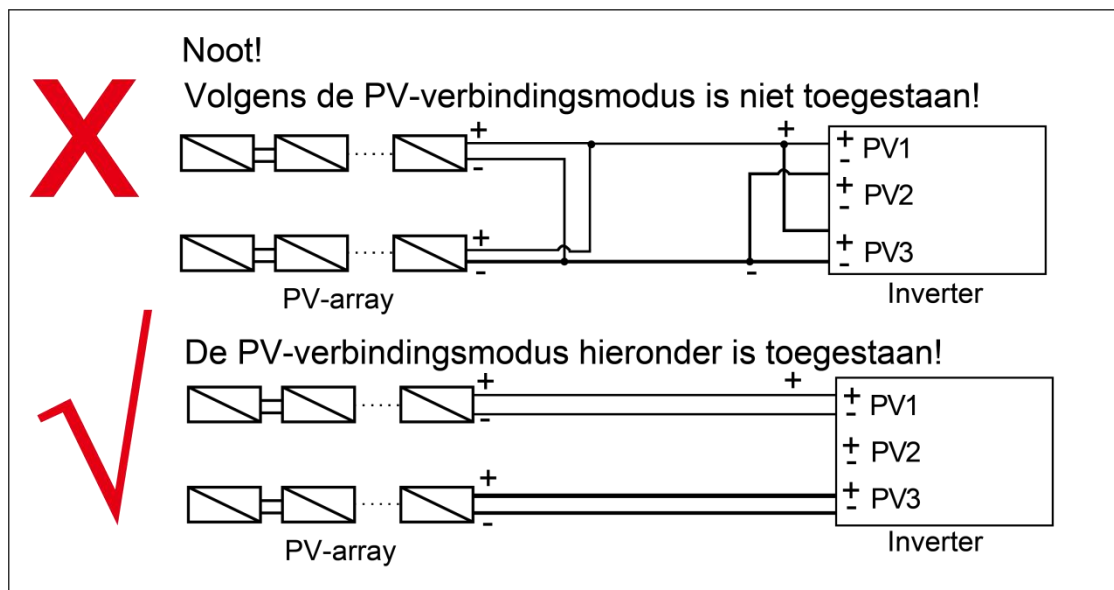 Noot!
X
Volgens de PV-verbindingsmodus is niet toegestaan!
+
-
+
+
-
PV1
+
-
PV2
+
-
-
+
-
PV3
PV-array
Inverter
De PV-verbindingsmodus hieronder is toegestaan!
+
-
+
+
-
PV1
+
-
PV2
+
-
+
-
PV3
PV-array
Inverter